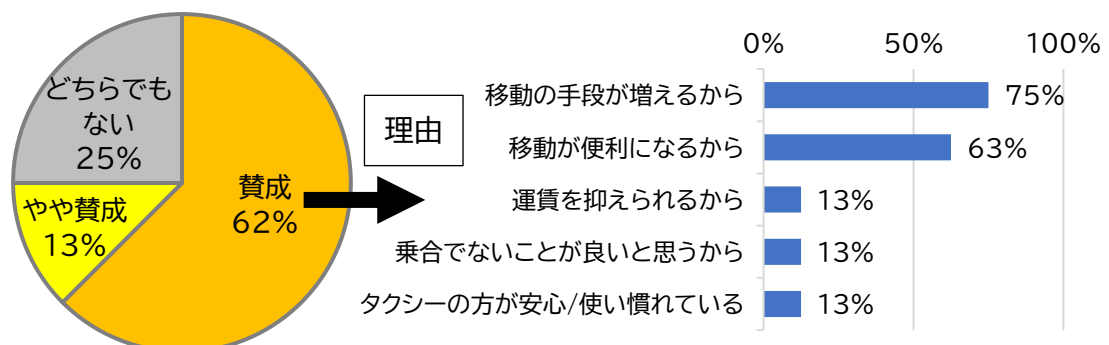 どちらでも
ない
25%
やや賛成
13%
賛成
62%
理由
0%
50%
100%
移動の手段が増えるから
75%
移動が便利になるから
63%
運賃を抑えられるから
13%
乗合でないことが良いと思うから
13%
タクシーの方が安心/使い慣れている
13%